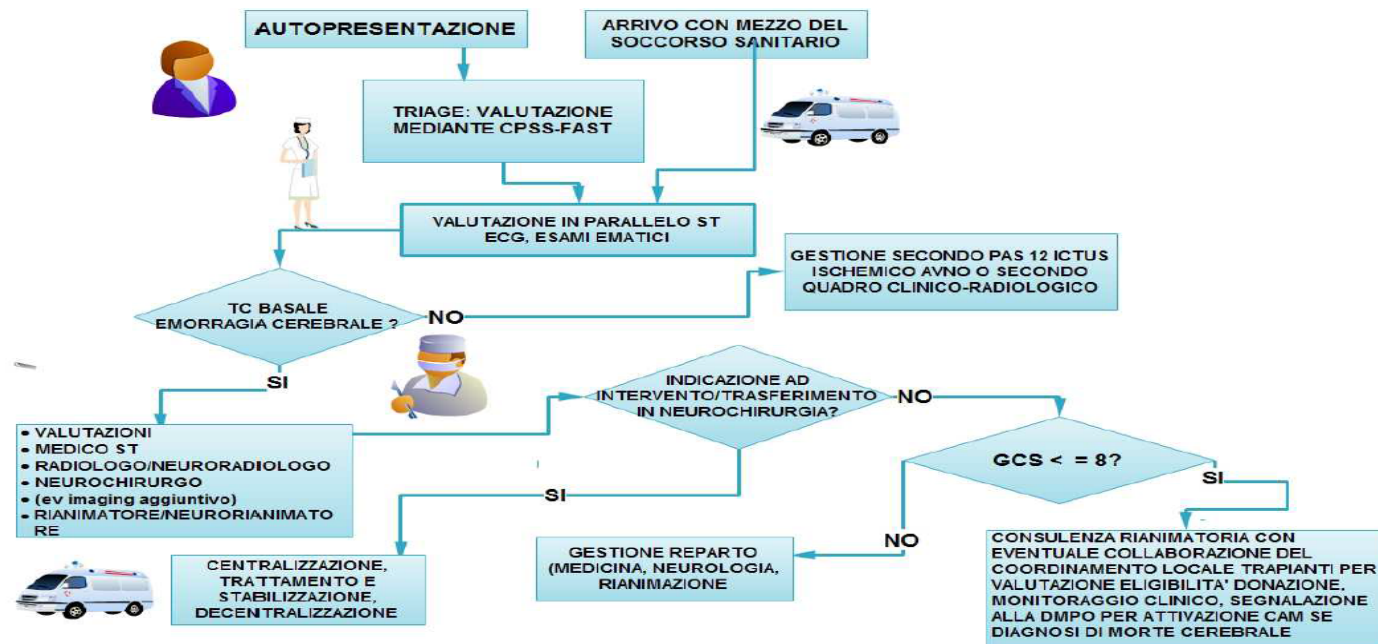 AUTOPRESENTAZIONE
ARRIVO CON MEZZO DEL
SOCCORSO SANITARIO
TRIAGE: VALUTAZIONE
MEDIANTE CPSS-FAST
VALUTAZIONE IN PARALLELO ST
ECG, ESAMI EMATICI
GESTIONE SECONDO PAS 12 ICTUS
ISCHEMICO AVNO O SECONDO
QUADRO CLINICO-RADIOLOGICO
TC BASALE
EMORRAGIA CEREBRALE ?
NO
SI
INDICAZIONE AD
INTERVENTO/TRASFERIMENTO
IN NEUROCHIRURGIA?
NO
• VALUTAZIONI
• MEDICO ST
• RADIOLOGO/NEURORADIOLOGO
• NEUROCHIRURGO
• (ev imaging aggiuntivo)
• RIANIMATORE/NEURORIANIMATO
RE
GCS < = 8?
SI
SI
NO
CENTRALIZZAZIONE,
TRATTAMENTO E
STABILIZZAZIONE,
DECENTRALIZZAZIONE
GESTIONE REPARTO
(MEDICINA, NEUROLOGIA,
RIANIMAZIONE
CONSULENZA RIANIMATORIA CON
EVENTUALE COLLABORAZIONE DEL
COORDINAMENTO LOCALE TRAPIANTI PER
VALUTAZIONE ELIGIBILITA' DONAZIONE.
MONITORAGGIO CLINICO, SEGNALAZIONE
ALLA DMPO PER ATTIVAZIONE CAM SE
DIAGNOSI DI MORTE CEREBRALE